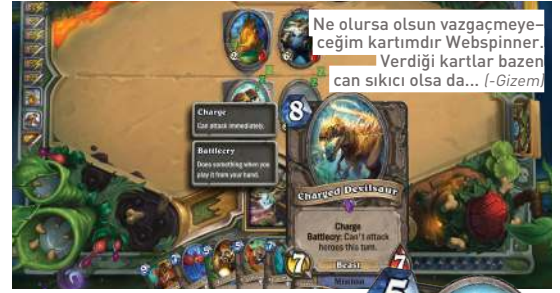 Ne olursa olsun vazgaçmeye–
ceğim kartımdır Webspinner.
Verdiği kartlar bazen
can sıkıcı olsa da... (-Gizem)
Charge
Can attack immediately.
Battlecry
Does something when you
play it from your hand.
8
Charged Devilsaur
Charge
Battlecry: Can't attack
heroes this turn.
7
Beast
7
Minion
5